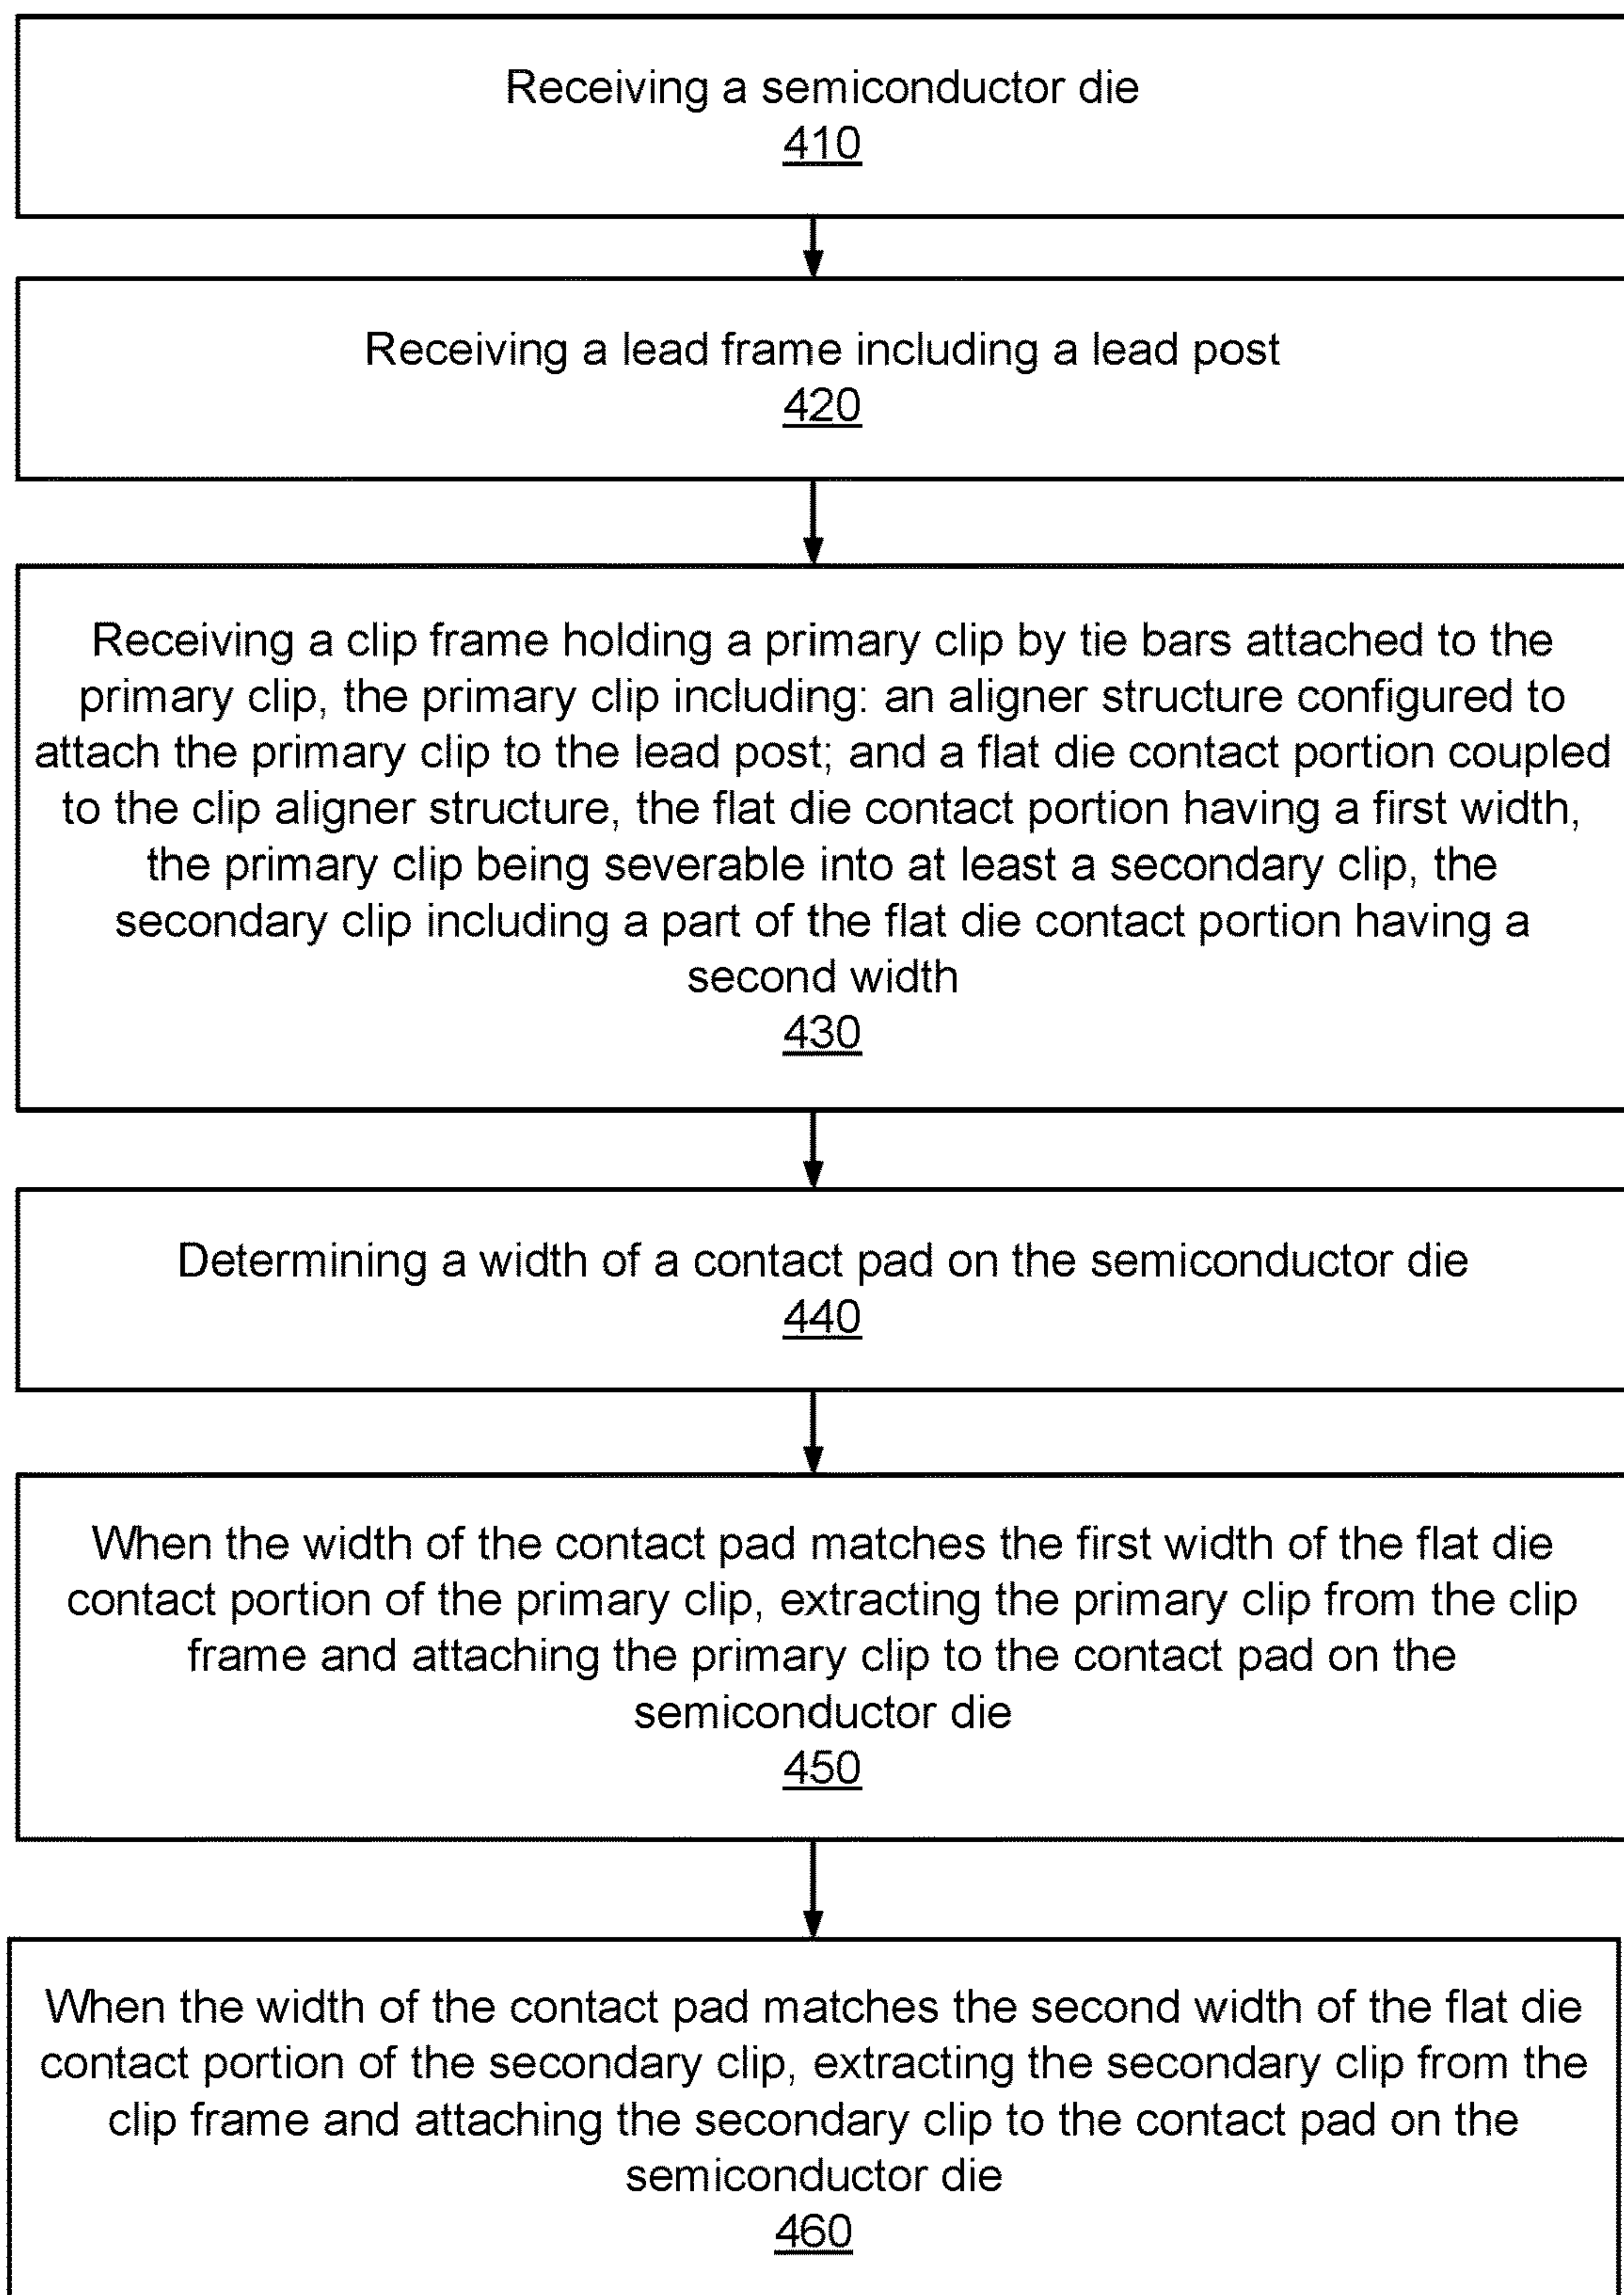 Receiving a semiconductor die
410
Receiving a lead frame including a lead post
420
Receiving a clip frame holding a primary clip by tie bars attached to the
primary clip, the primary clip including: an aligner structure configured to
attach the primary clip to the lead post; and a flat die contact portion coupled
to the clip aligner structure, the flat die contact portion having a first width,
the primary clip being severable into at least a secondary clip, the
secondary clip including a part of the flat die contact portion having a
second width
430
Determining a width of a contact pad on the semiconductor die
440
When the width of the contact pad matches the first width of the flat die
contact portion of the primary clip, extracting the primary clip from the clip
frame and attaching the primary clip to the contact pad on the
semiconductor die
450
When the width of the contact pad matches the second width of the flat die
contact portion of the secondary clip, extracting the secondary clip from the
clip frame and attaching the secondary clip to the contact pad on the
semiconductor die
460